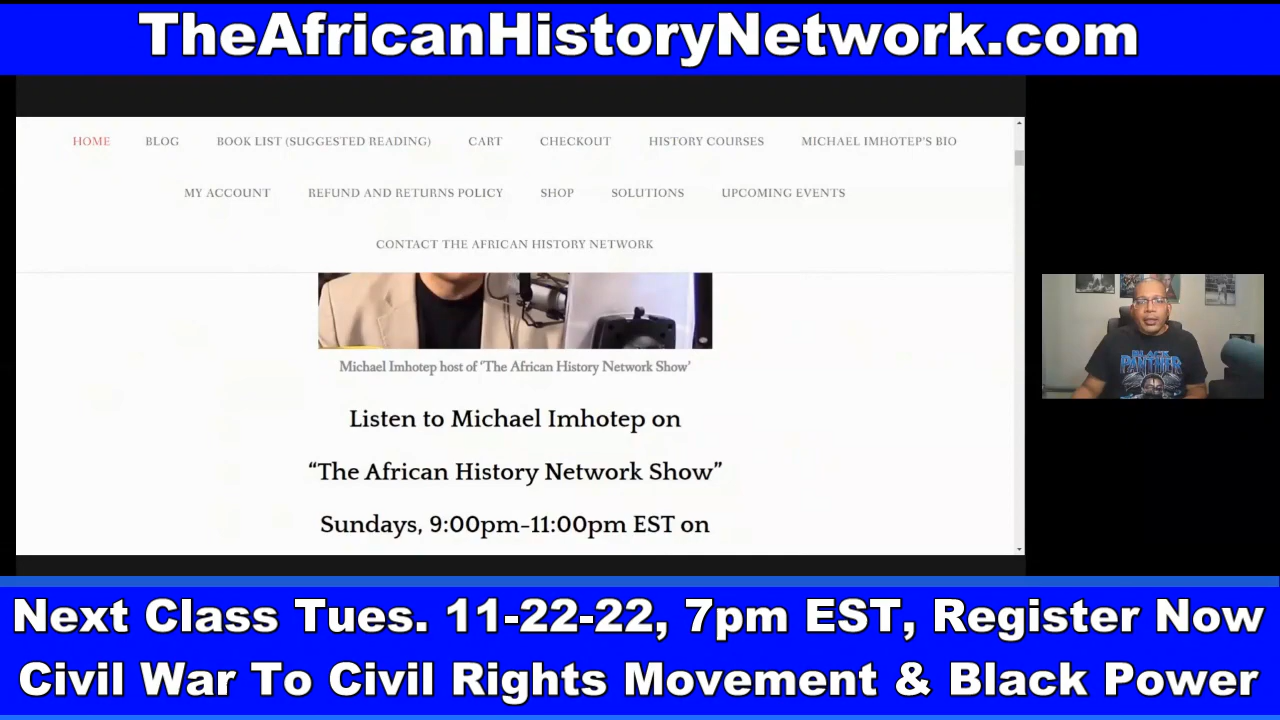 TheAfricanHistoryNetwork.com
HOME BLOG BOOK LIST (SUGGESTED READING) CART CHECKOUT HISTORY COURSES MICHAEL IMHOTEP'S BIO
MY ACCOUNT REFUND AND RETURNS POLICY SHOP SOLUTIONS UPCOMING EVENTS
CONTACT THE AFRICAN HISTORY NETWORK
Michael Imhotep host of ‘The African History Network Show’
Listen to Michael Imhotep on
“The African History Network Show”
Sundays, 9:00pm-11:00pm EST on
BLACK
PANTHER
Next Class Tues. 11-22-22, 7pm EST, Register Now
Civil War To Civil Rights Movement & Black Power